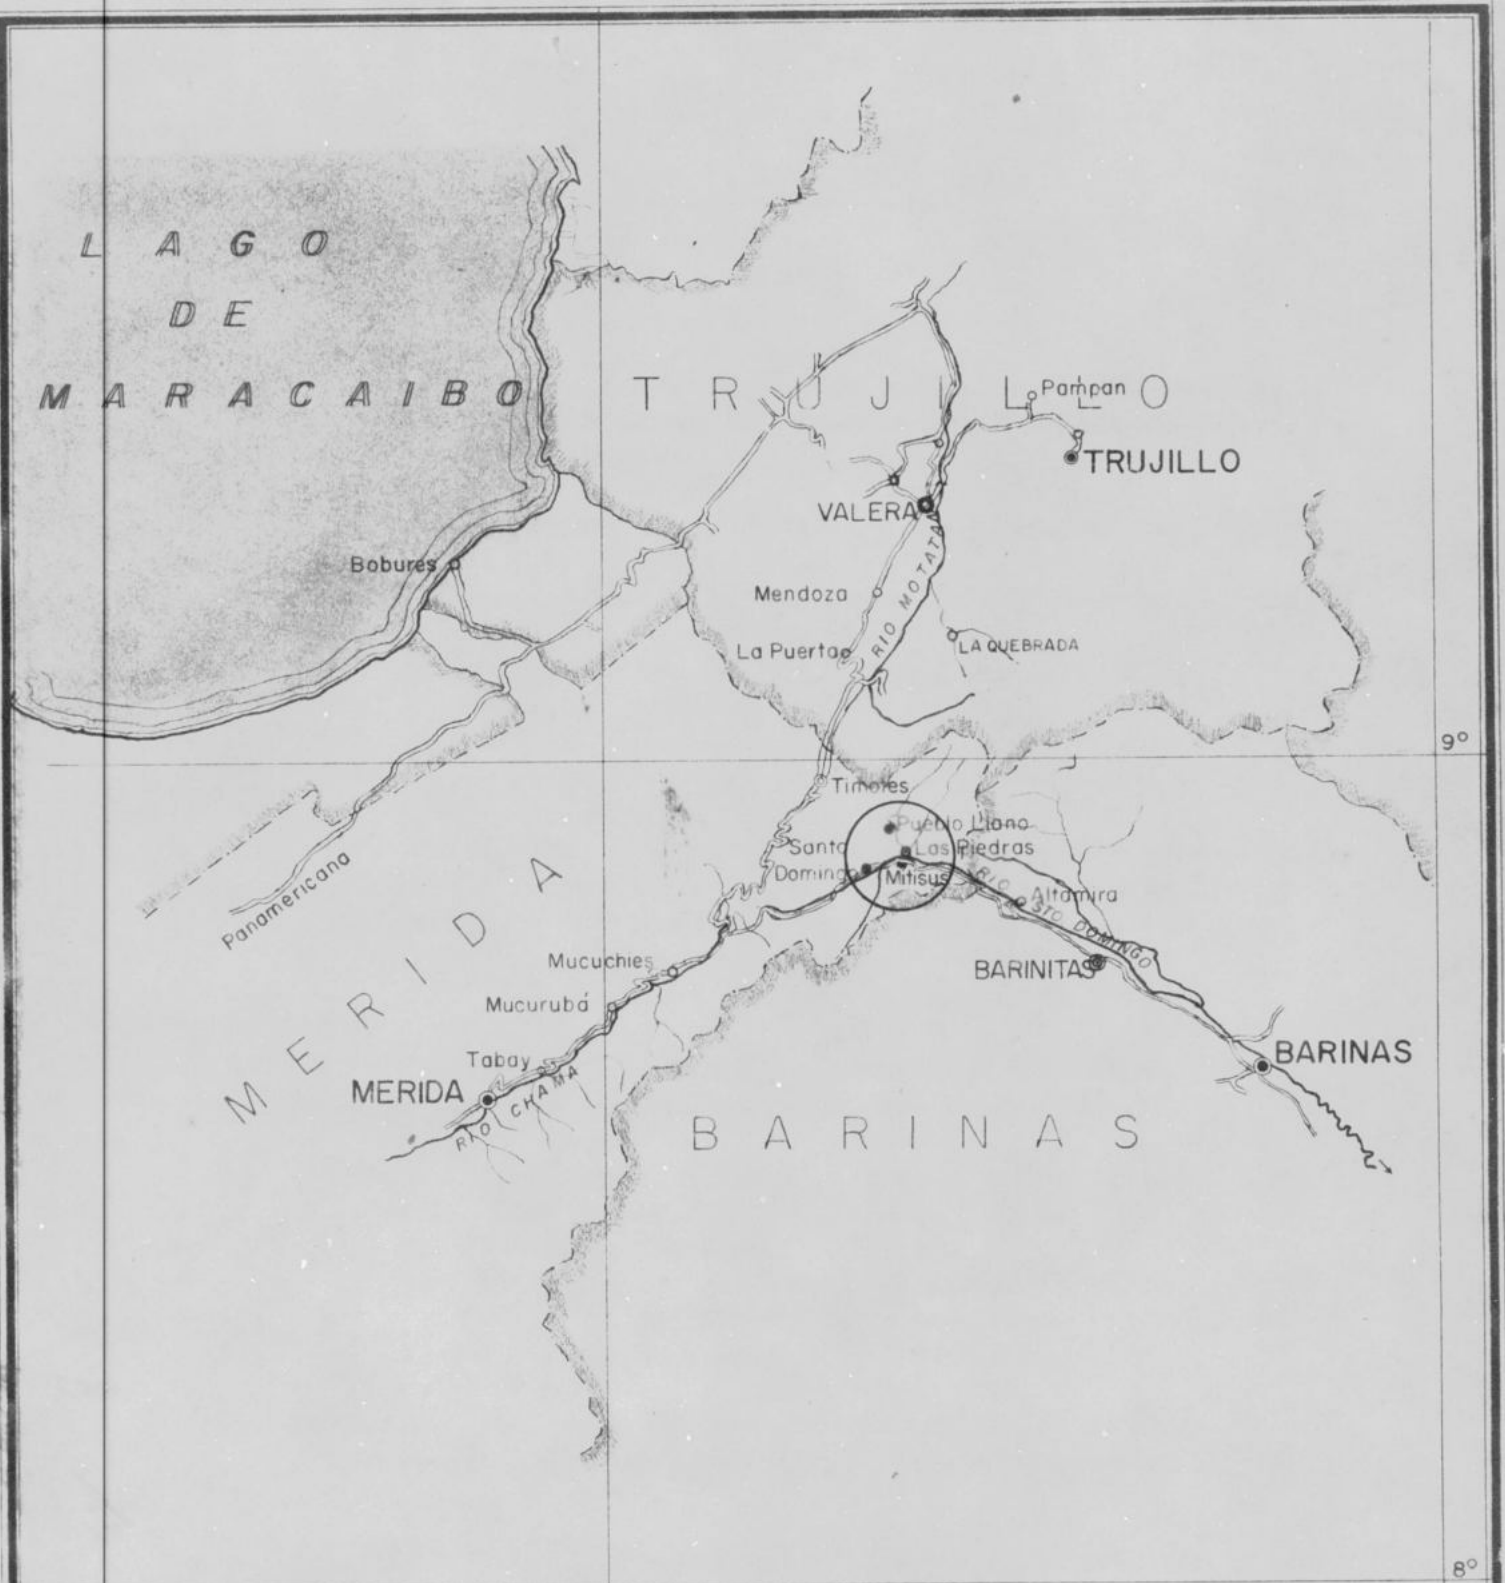 LAGO
DE
MARACAIBO
TRUJILLO
Pampan
TRUJILLO
VALERA
Bobures
RIO MOTATAN
Mendoza
La Puerta
LA QUEBRADA
9°
Timotes
Pueblo Llano
Santo
Domingo
Las Piedras
Mitisus
Panamericana
MERIDA
RIO STO DOMINGO
Altamira
Mucuchies
BARINITAS
Mucurubá
Tabay
BARINAS
MERIDA
RIO CHAMA
BARINAS
8°